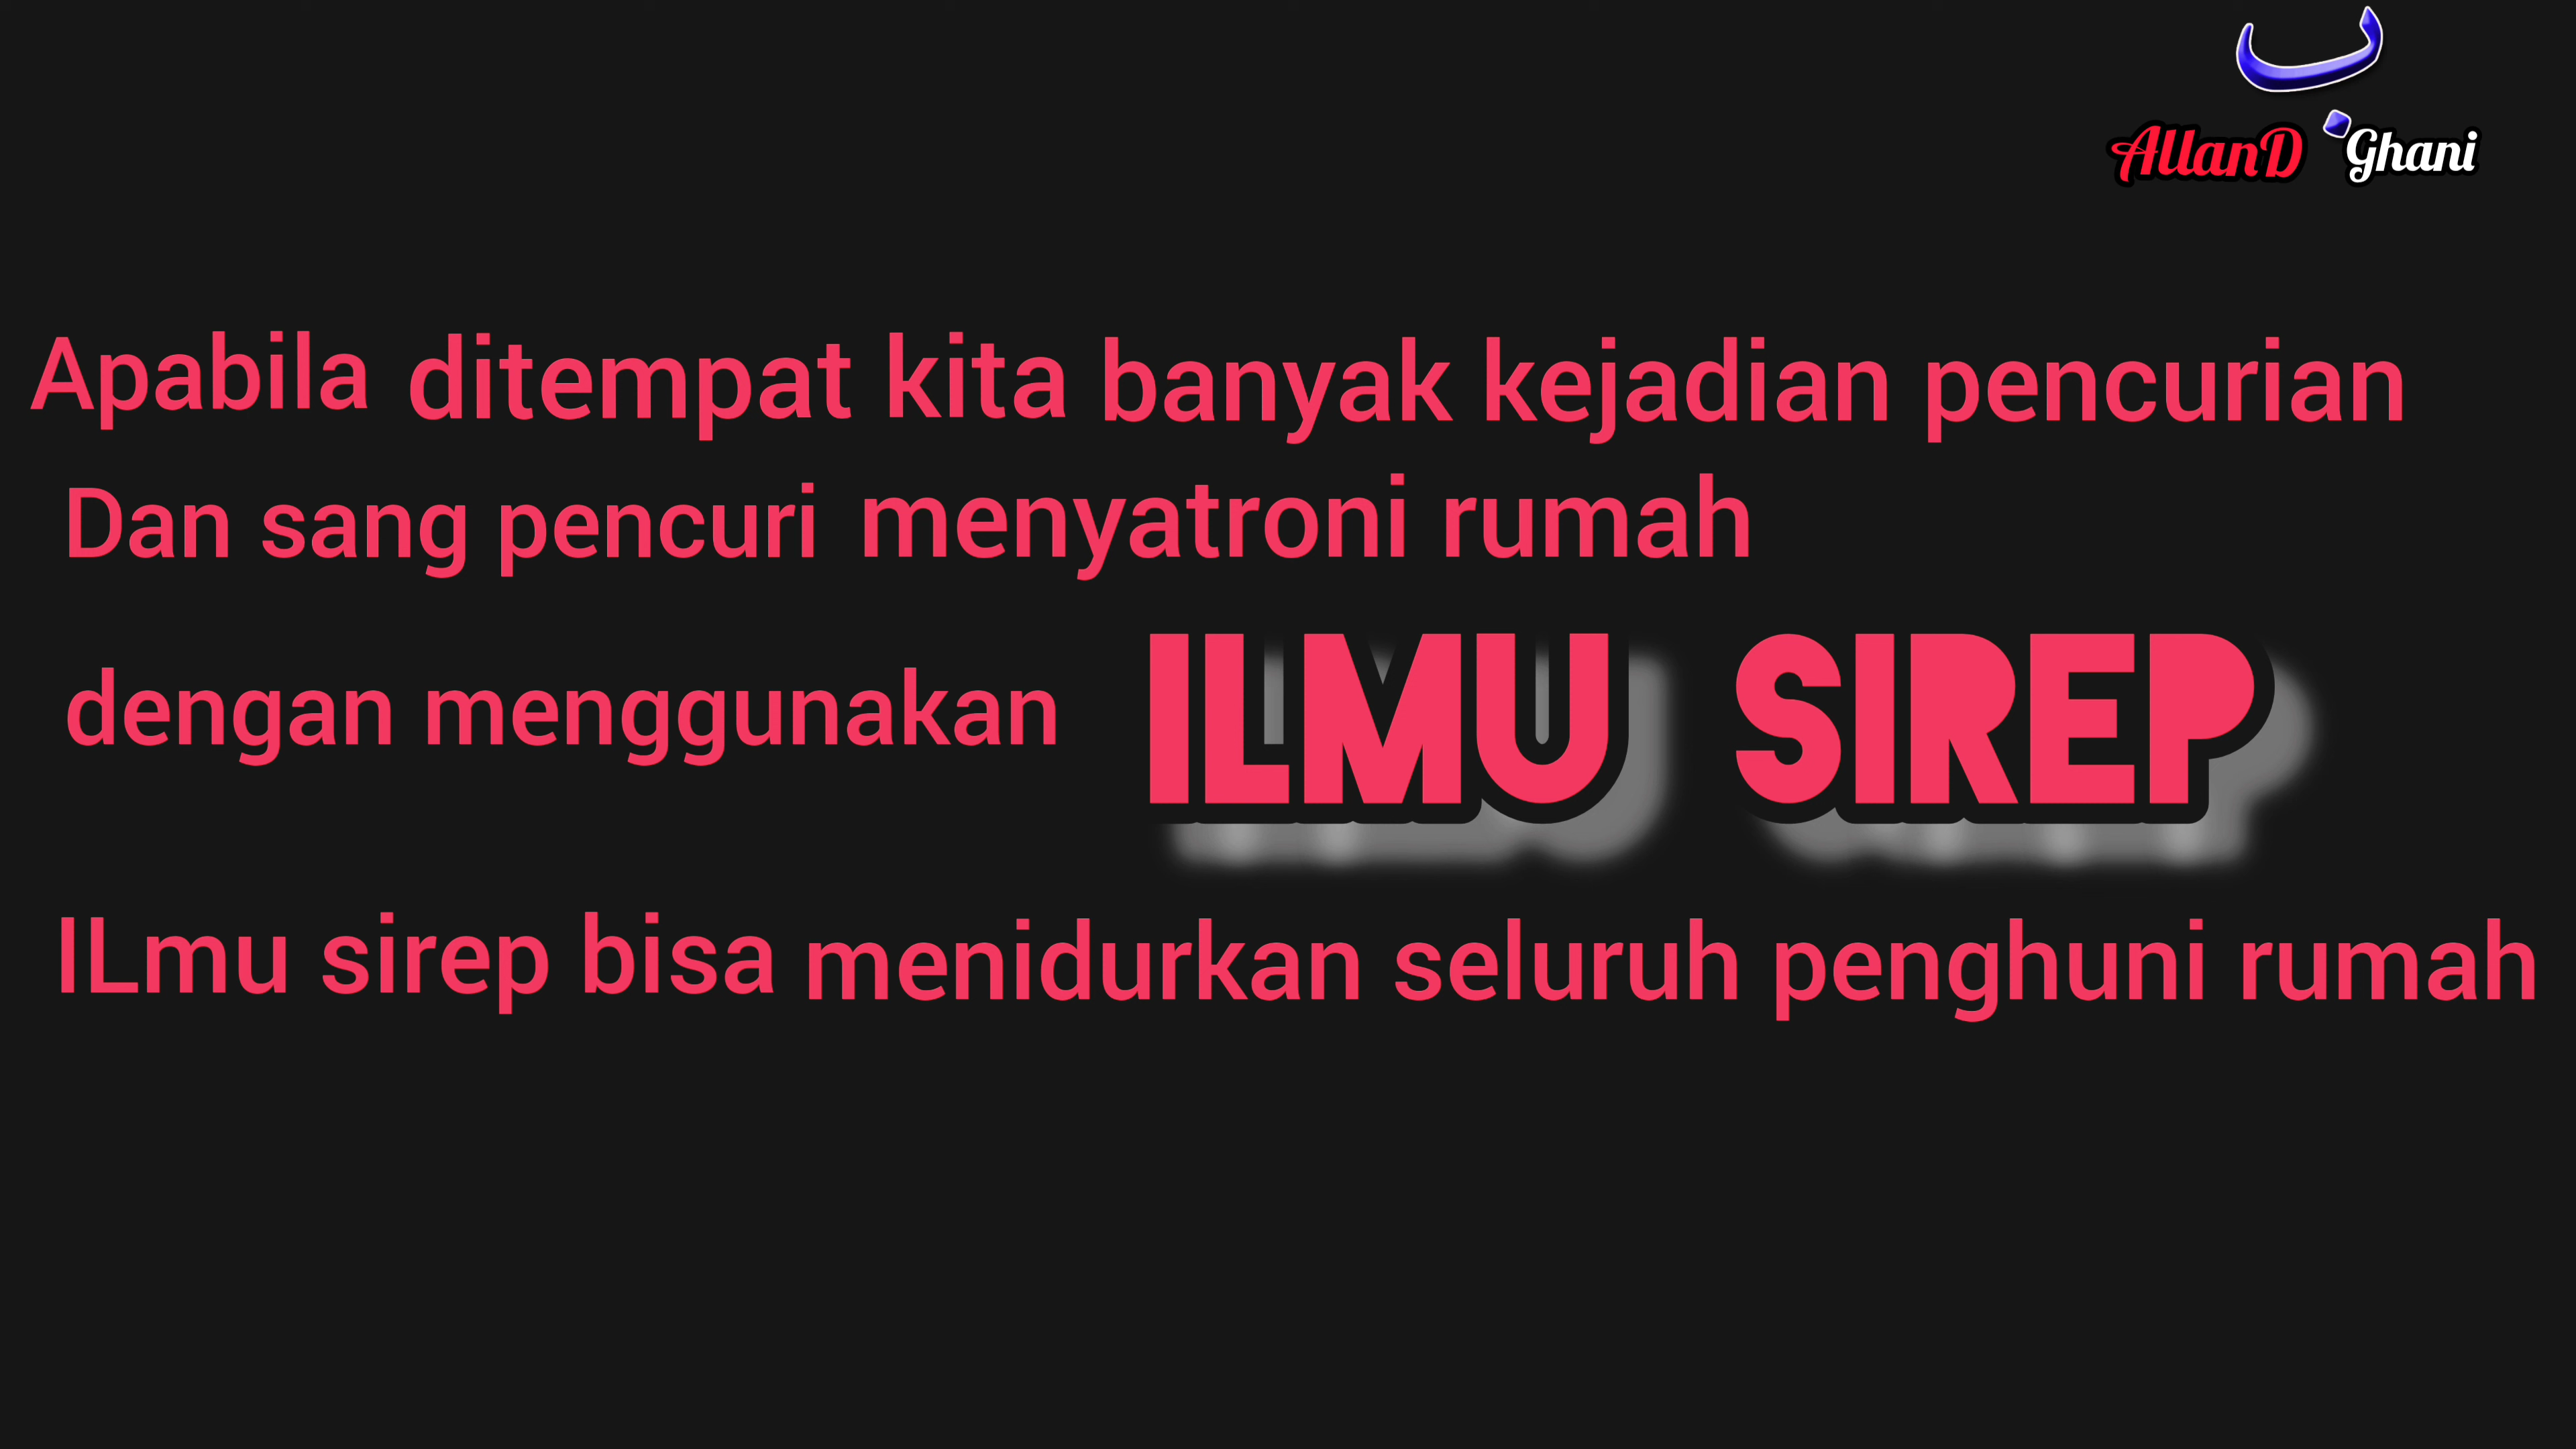 ب
AllanD Ghani
Apabila ditempat kita banyak kejadian pencurian
Dan sang pencuri menyatroni rumah
dengan menggunakan ILMU SIREP
ILmu sirep bisa menidurkan seluruh penghuni rumah